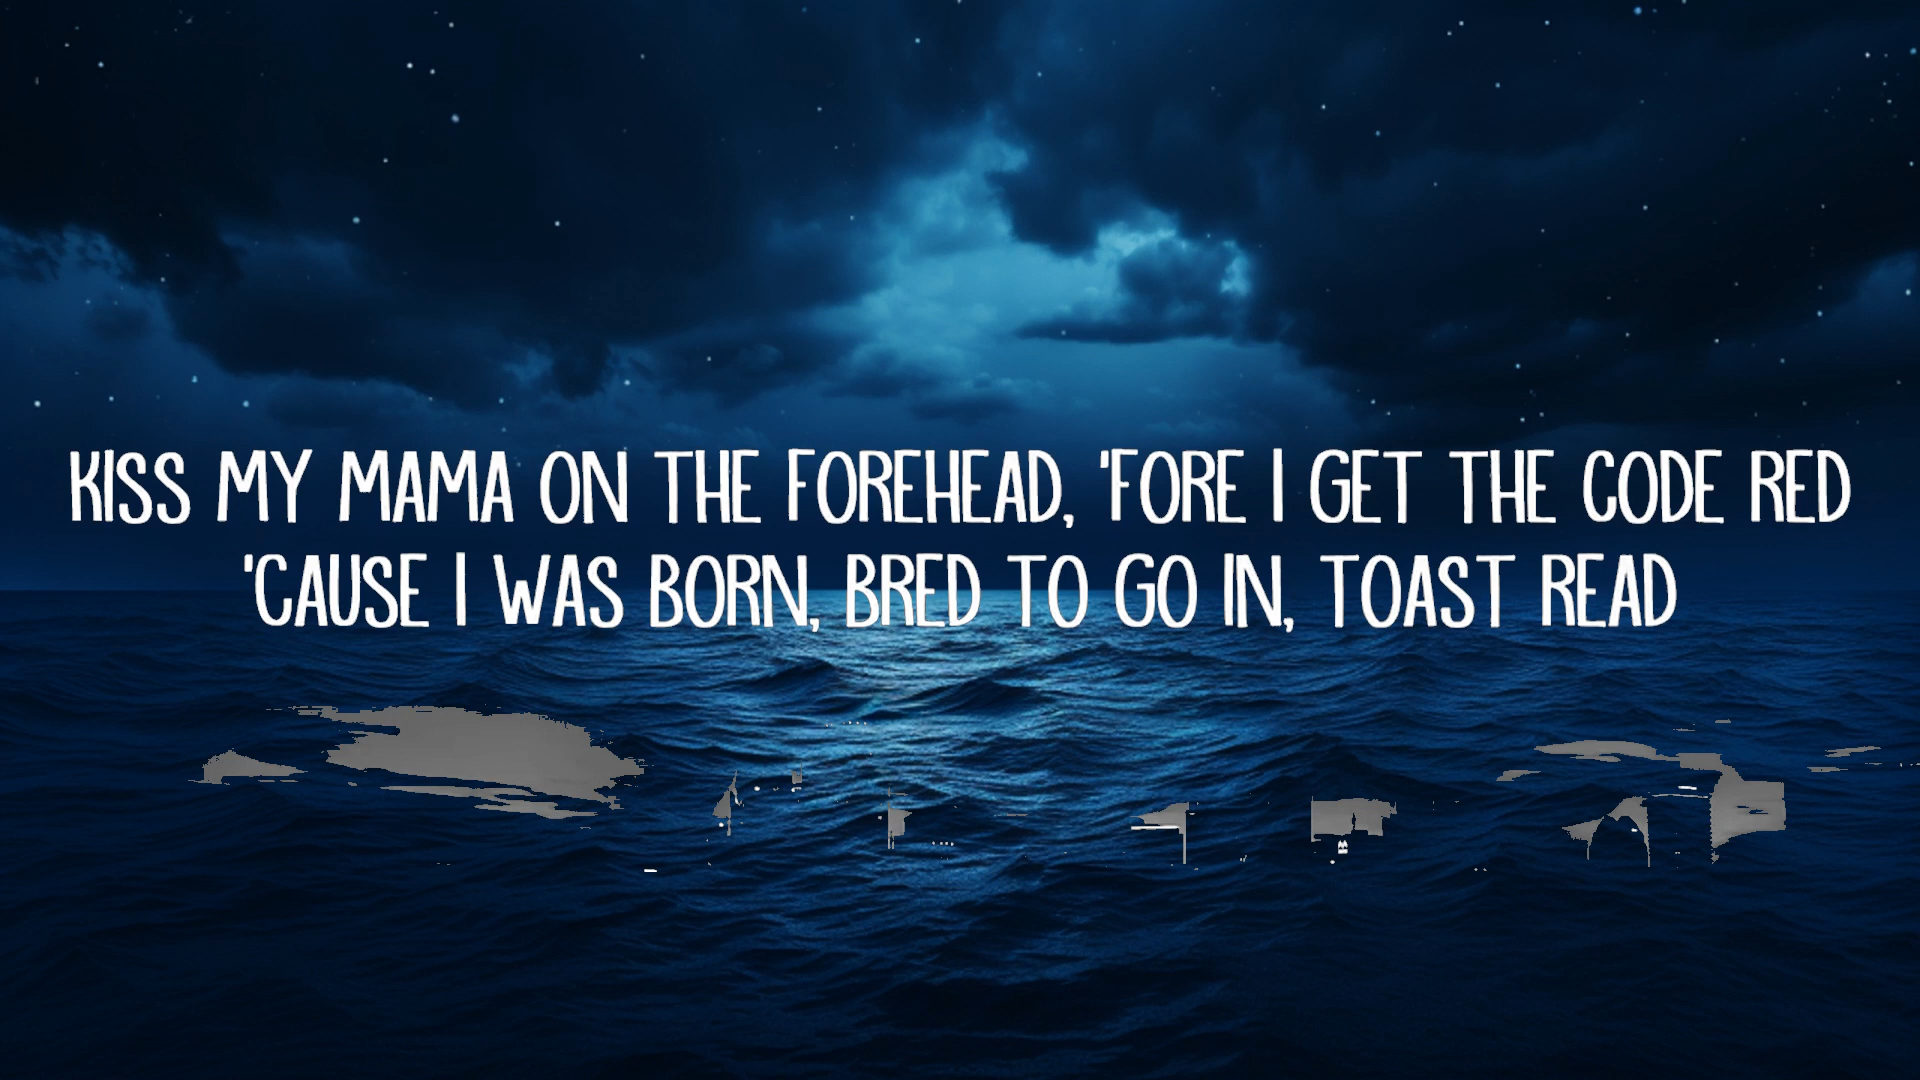 KISS MY MAMA ON THE FOREHEAD, 'FORE I GET THE CODE RED
'CAUSE I WAS BORN, BRED TO GO IN, TOAST READ